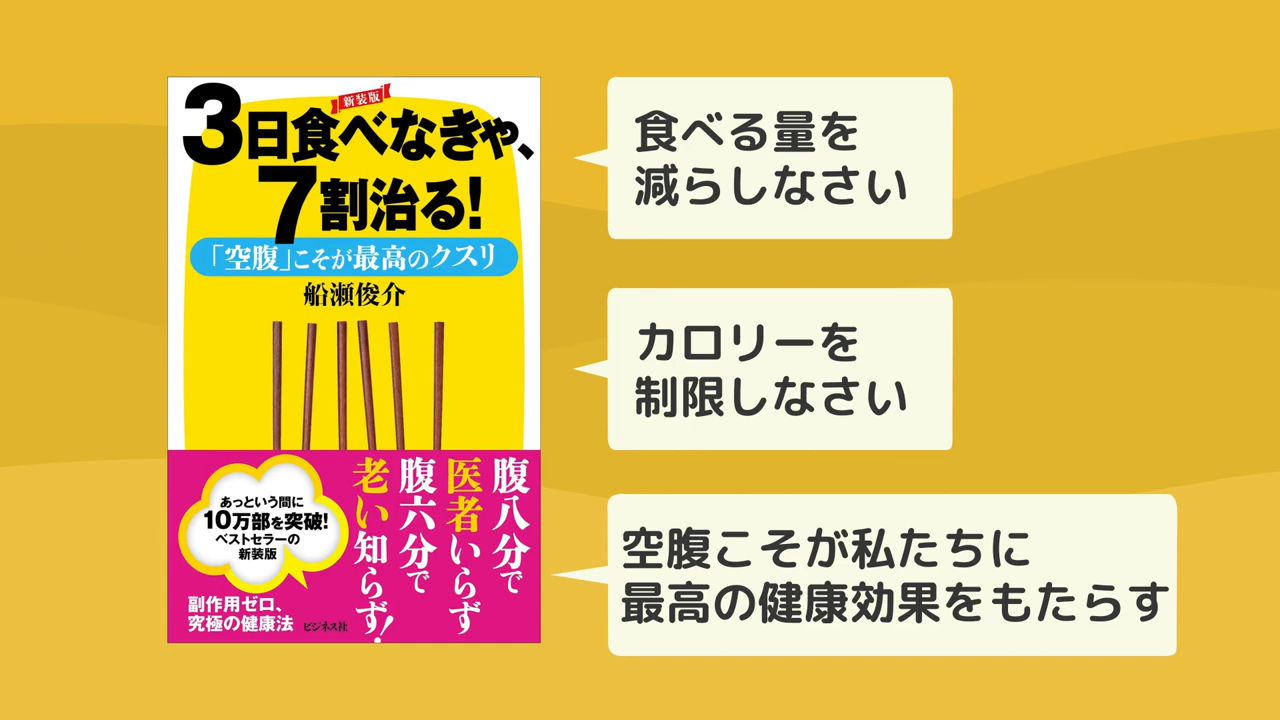 新装版
3日食べなきゃ、
7割治る!
「空腹」こそが最高のクスリ
船瀬俊介
腹八分で
医者いらず
腹六分で
老い知らず!
あっという間に
10万部を突破!
ベストセラーの
新装版
副作用ゼロ、
究極の健康法
ビジネス社
食べる量を
減らしなさい
カロリーを
制限しなさい
空腹こそが私たちに
最高の健康効果をもたらす